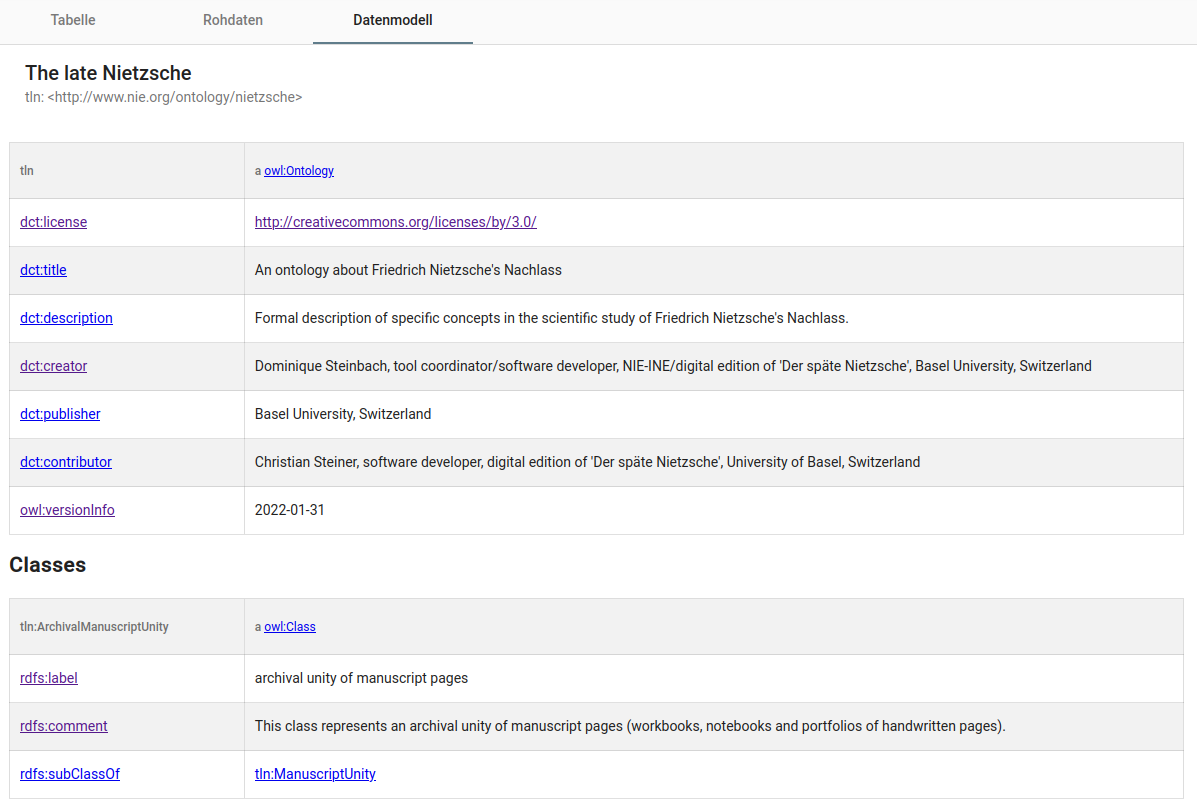 Tabelle Rohdaten Datenmodell
The late Nietzsche
tln: <http://www.nie.org/ontology/nietzsche>
tln a owl:Ontology
dct:license http://creativecommons.org/licenses/by/3.0/
dct:title An ontology about Friedrich Nietzsche's Nachlass
dct:description Formal description of specific concepts in the scientific study of Friedrich Nietzsche's Nachlass.
dct:creator Dominique Steinbach, tool coordinator/software developer, NIE-INE/digital edition of 'Der späte Nietzsche', Basel University, Switzerland
dct:publisher Basel University, Switzerland
dct:contributor Christian Steiner, software developer, digital edition of 'Der späte Nietzsche', University of Basel, Switzerland
owl:versionInfo 2022-01-31
Classes
tln:ArchivalManuscriptUnity a owl:Class
rdfs:label archival unity of manuscript pages
rdfs:comment This class represents an archival unity of manuscript pages (workbooks, notebooks and portfolios of handwritten pages).
rdfs:subClassOf tln:ManuscriptUnity